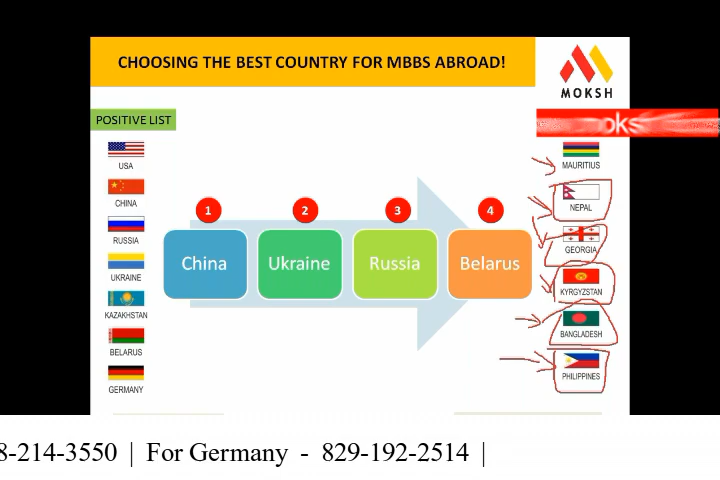 CHOOSING THE BEST COUNTRY FOR MBBS ABROAD!
MOKSH
POSITIVE LIST
oks
USA
CHINA
RUSSIA
UKRAINE
KAZAKHSTAN
BELARUS
GERMANY
1
2
3
4
China
Ukraine
Russia
Belarus
MAURITIUS
NEPAL
GEORGIA
KYRGYZSTAN
BANGLADESH
PHILIPPINES
8-214-3550 | For Germany - 829-192-2514 |